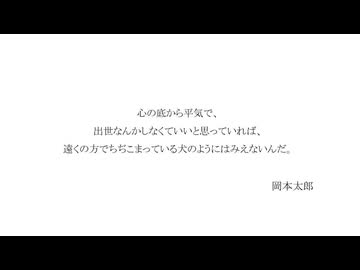 心の底から平気で、
出世なんかしなくていいと思っていれば、
遠くの方でちぢこまっている犬のようにはみえないんだ。
岡本太郎